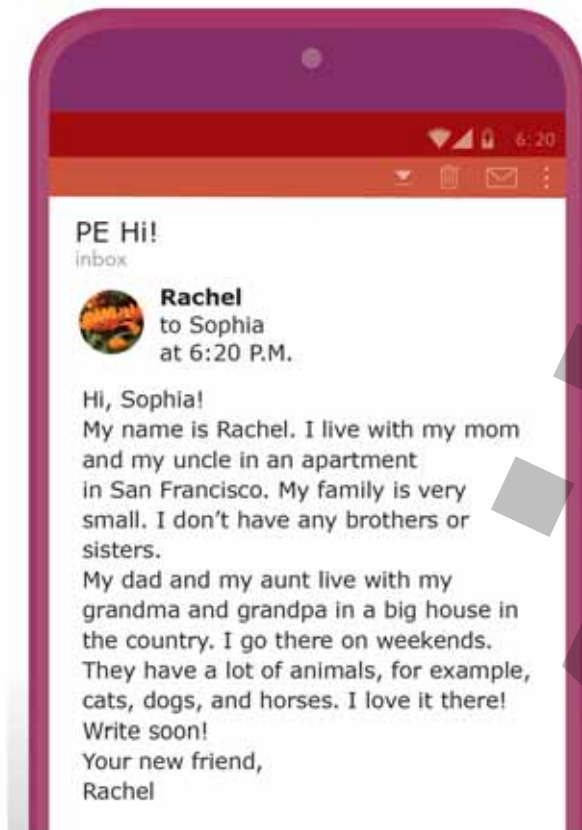 6:20
PE Hi!
inbox
Rachel
to Sophia
at 6:20 P.M.
Hi, Sophia!
My name is Rachel. I live with my mom
and my uncle in an apartment
in San Francisco. My family is very
small. I don't have any brothers or
sisters.
My dad and my aunt live with my
grandma and grandpa in a big house in
the country. I go there on weekends.
They have a lot of animals, for example,
cats, dogs, and horses. I love it there!
Write soon!
Your new friend,
Rachel